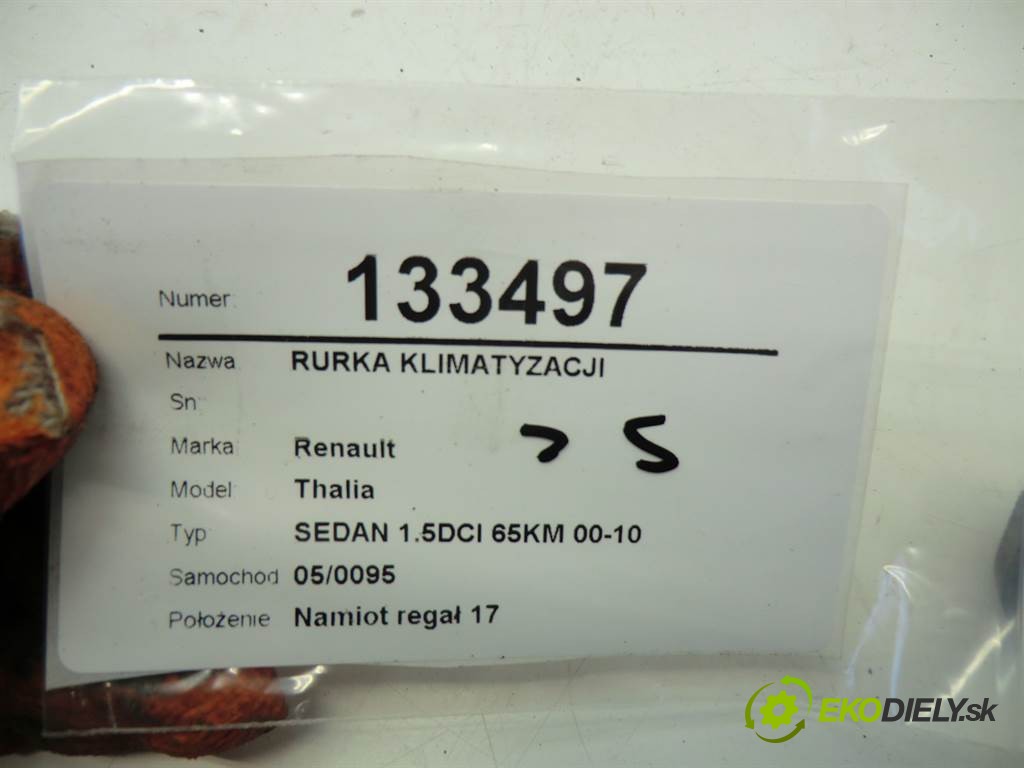 Numer: 133497
Nazwa RURKA KLIMATYZACJI
Sn
Marka Renault
Model Thalia
Typ SEDAN 1.5DCI 65KM 00-10
Samochod 05/0095
Położenie Namiot regał 17
EKODIELY.sk